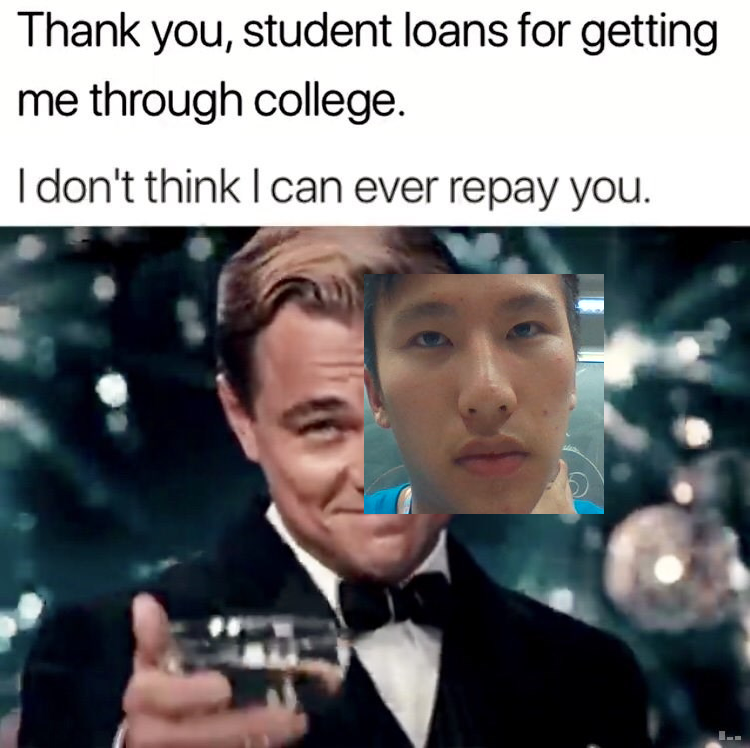 Thank you, student loans for getting
me through college.
I don't think I can ever repay you.